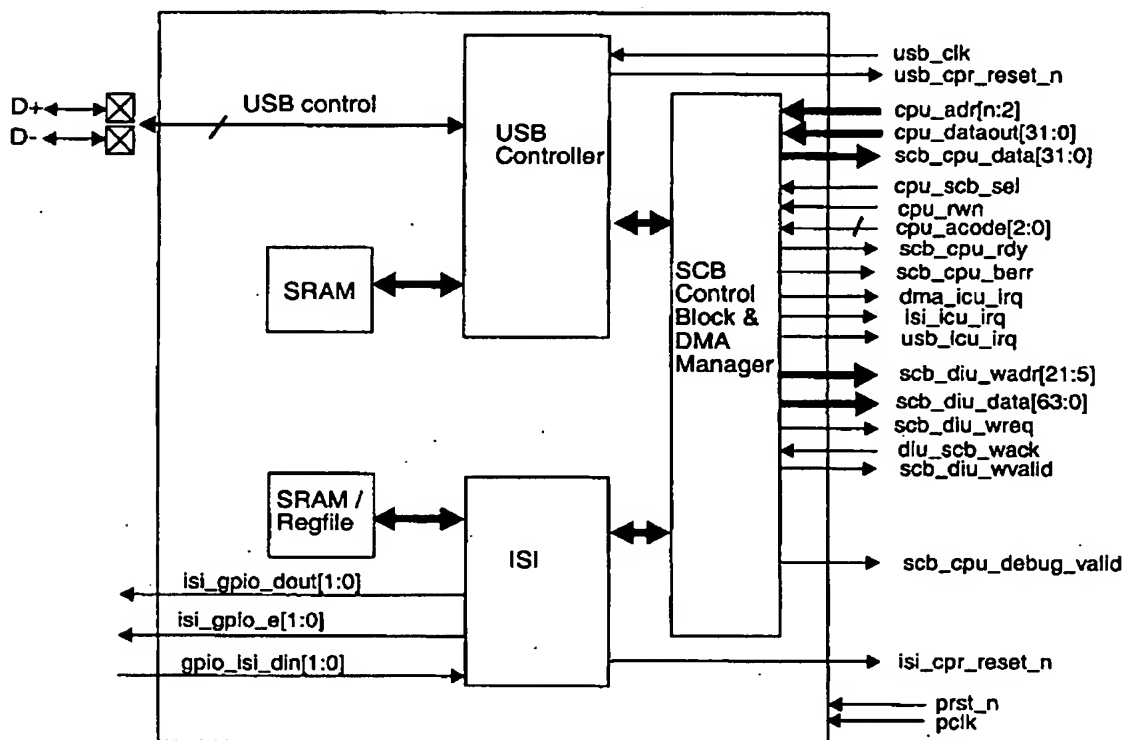 usb_clk
usb_cpr_reset_n
D+
D-
USB control
USB
Controller
cpu_adr[n:2]
cpu_dataout[31:0]
scb_cpu_data[31:0]
cpu_scb_sel
cpu_rwn
cpu_acode[2:0]
scb_cpu_rdy
scb_cpu_berr
dma_icu_irq
isi_icu_irq
usb_icu_irq
SRAM
SCB
Control
Block &
DMA
Manager
scb_diu_wadr[21:5]
scb_diu_data[63:0]
scb_diu_wreq
diu_scb_wack
scb_diu_wvalid
SRAM /
Regfile
ISI
scb_cpu_debug_valid
isi_gpio_dout[1:0]
isi_gpio_e[1:0]
gpio_isi_din[1:0]
isi_cpr_reset_n
prst_n
pclk